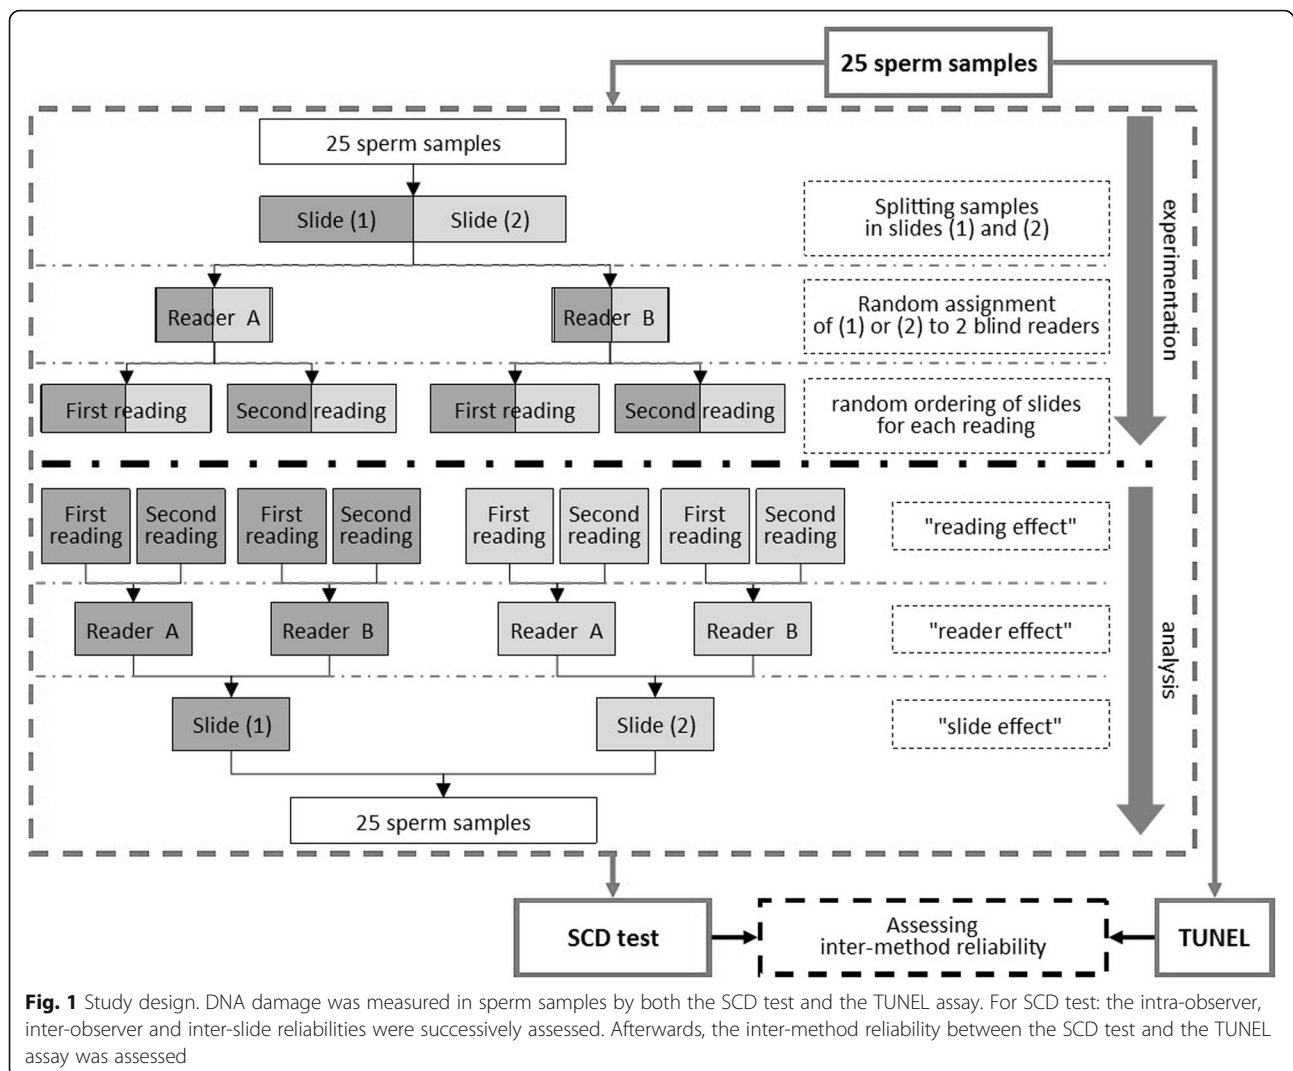 25 sperm samples
25 sperm samples
Slide (1)
Slide (2)
Splitting samples
in slides (1) and (2)
experimentation
Reader A
Reader B
Random assignment
of (1) or (2) to 2 blind readers
First reading
Second reading
First reading
Second reading
random ordering of slides
for each reading
First
reading
Second
reading
First
reading
Second
reading
First
reading
Second
reading
First
reading
Second
reading
"reading effect"
Reader A
Reader B
Reader A
Reader B
"reader effect"
analysis
Slide (1)
Slide (2)
"slide effect"
25 sperm samples
SCD test
Assessing
inter-method reliability
TUNEL
Fig. 1 Study design. DNA damage was measured in sperm samples by both the SCD test and the TUNEL assay. For SCD test: the intra-observer,
inter-observer and inter-slide reliabilities were successively assessed. Afterwards, the inter-method reliability between the SCD test and the TUNEL
assay was assessed